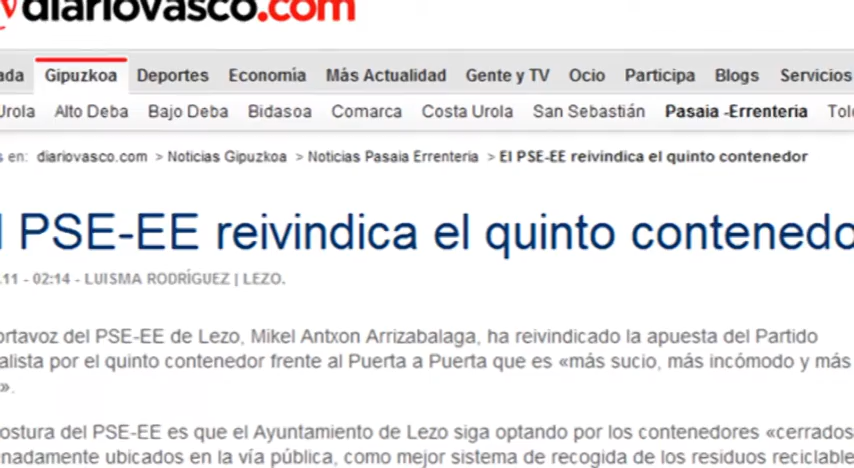 diariovasco.com
Gipuzkoa Deportes Economía Más Actualidad Gente y TV Ocio Participa Blogs Servicios
Urola Alto Deba Bajo Deba Bidasoa Comarca Costa Urola San Sebastián Pasaia -Errenteria
en: diariovasco.com > Noticias Gipuzkoa > Noticias Pasaia Errenteria > El PSE-EE reivindica el quinto contenedor
PSE-EE reivindica el quinto contenedo
.11 - 02:14 - LUISMA RODRÍGUEZ | LEZO.
ortavoz del PSE-EE de Lezo, Mikel Antxon Arrizabalaga, ha reivindicado la apuesta del Partido
alista por el quinto contenedor frente al Puerta a Puerta que es «más sucio, más incómodo y más
».
ostura del PSE-EE es que el Ayuntamiento de Lezo siga optando por los contenedores «cerrados
nadamente ubicados en la vía pública, como mejor sistema de recogida de los residuos reciclable